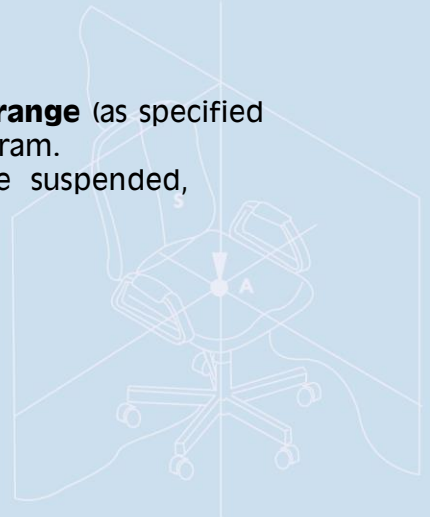 range (as specified
ram.
e suspended,
S
A